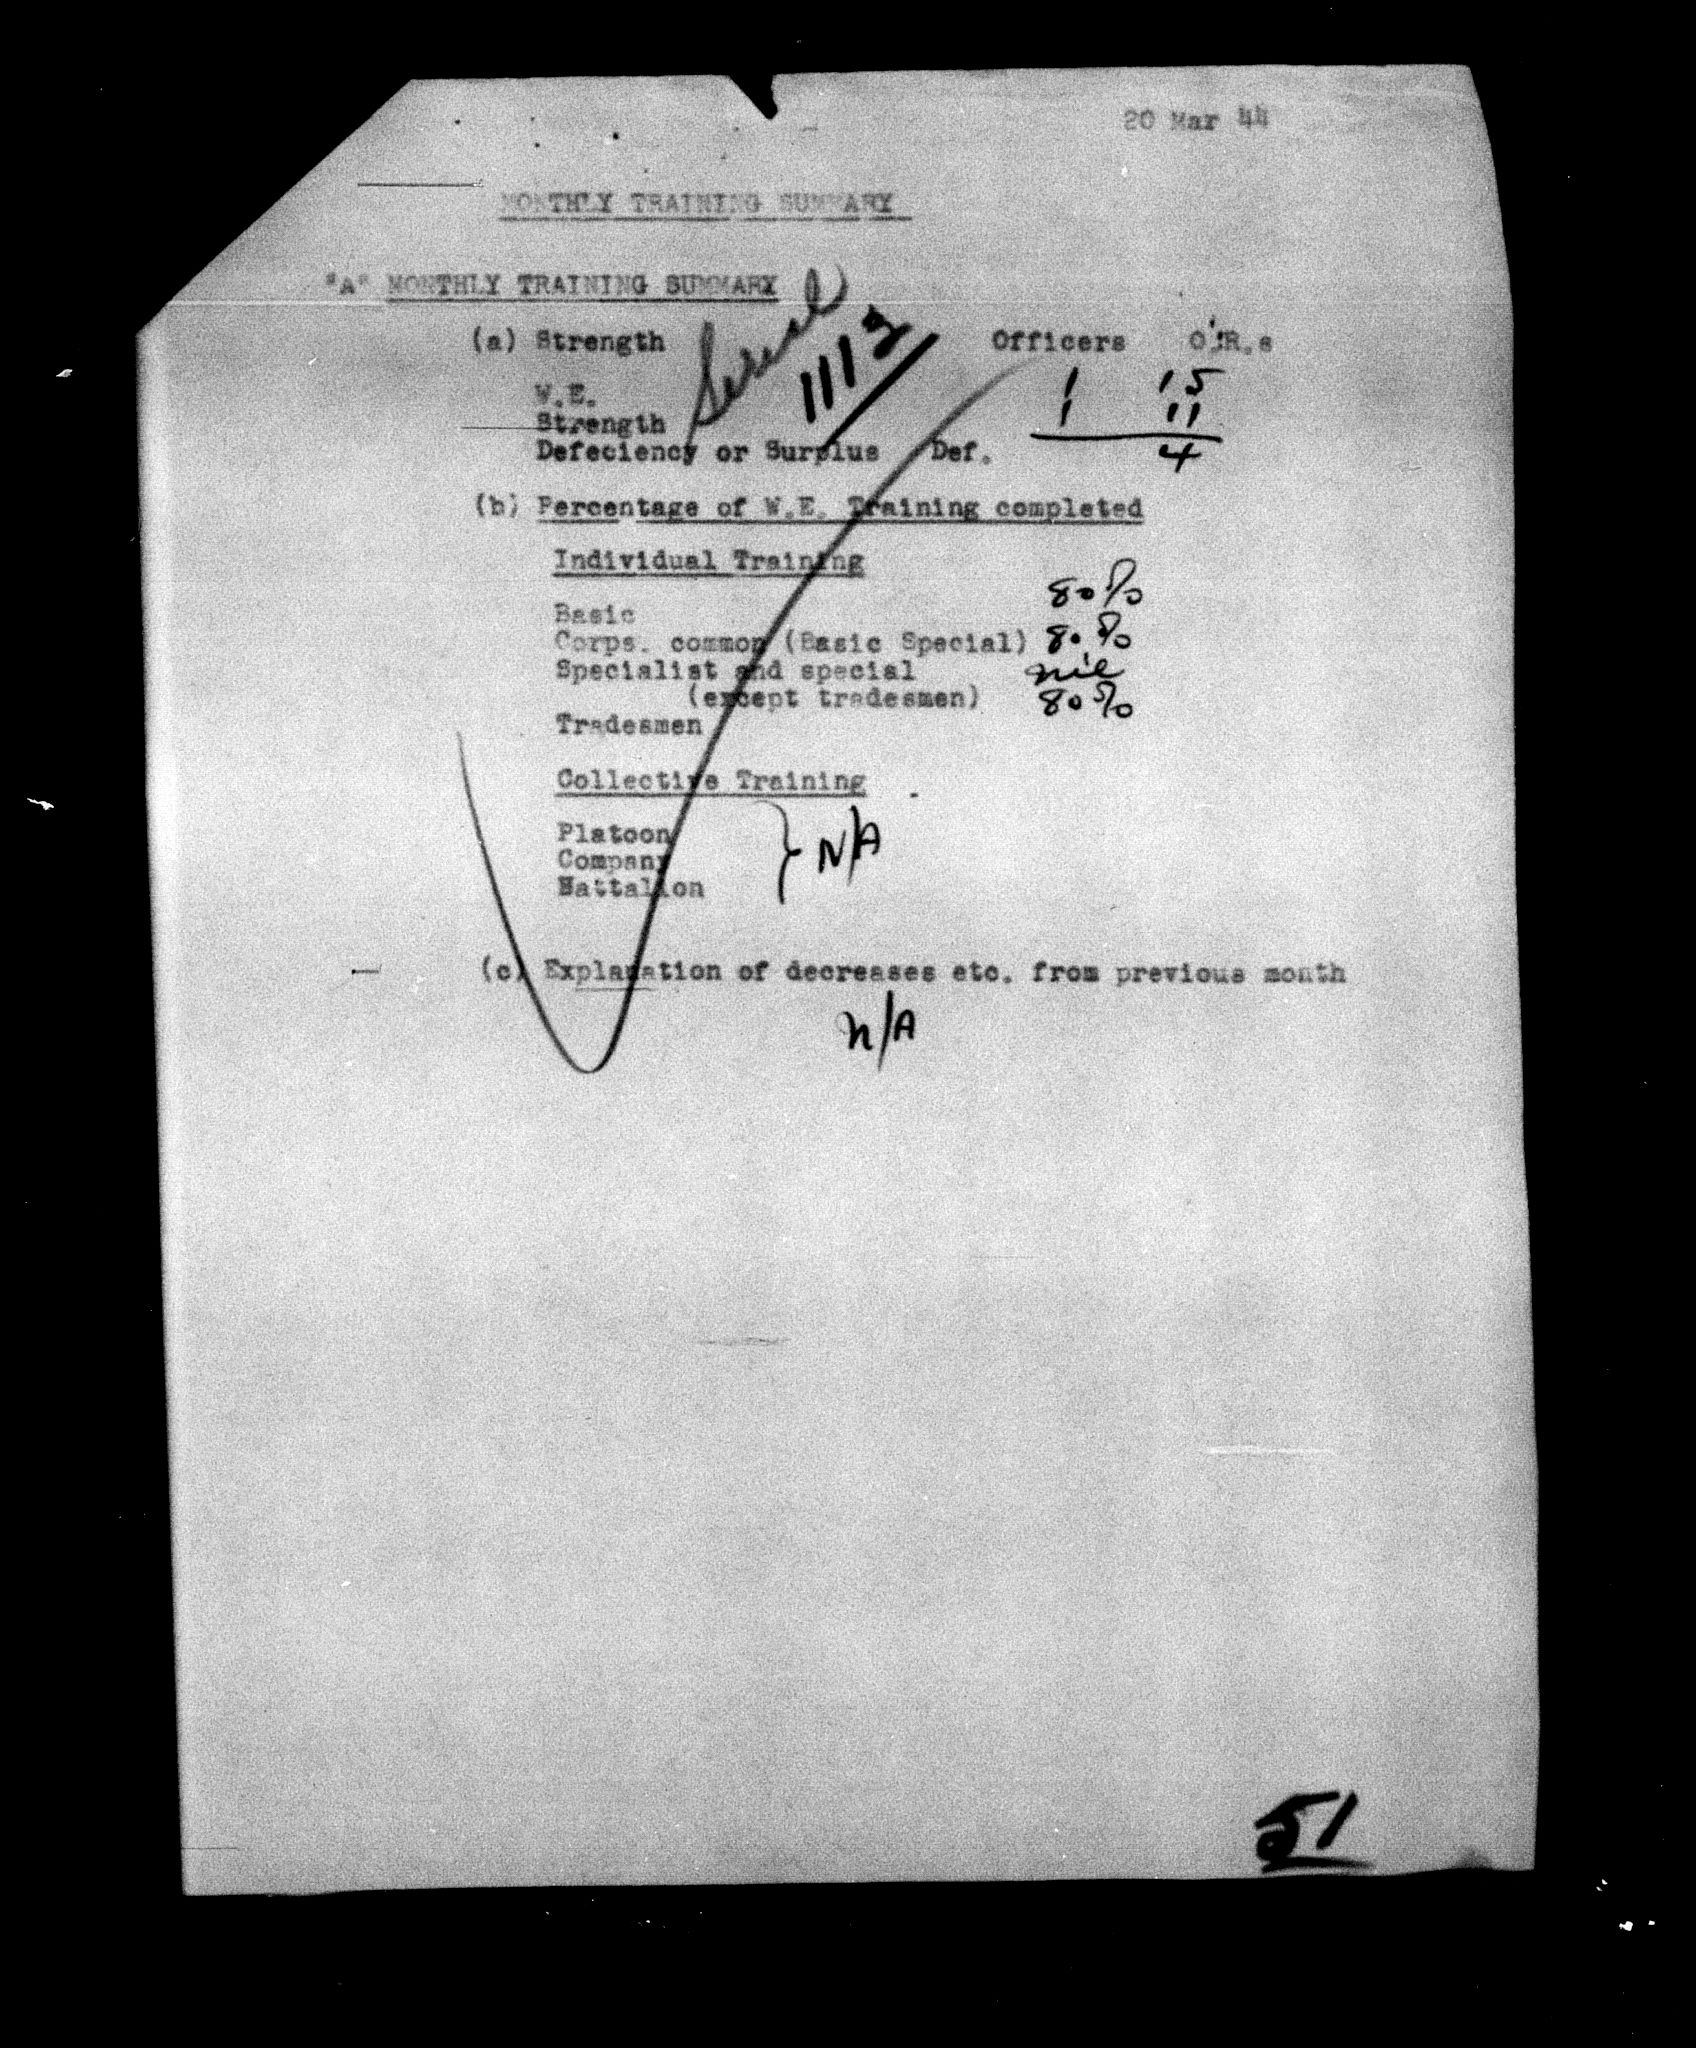 20 Mar 44
MONTHLY TRAINING SUMMARY
"A" MONTHLY TRAINING SUMMARY
Serial
1112
(a) Strength Officers O.R.s
W.E. 1 15
Strength 1 11
Defeciency or Surplus Def. 4
(b) Percentage of W.E. Training completed
Individual Training
Basic 80%
Corps. common (Basic Special) 80%
Specialist and special nil
(except tradesmen) 80%
Tradesmen
Collective Training
Platoon
Company } N/A
Battalion
(c) Explanation of decreases etc. from previous month
N/A
51